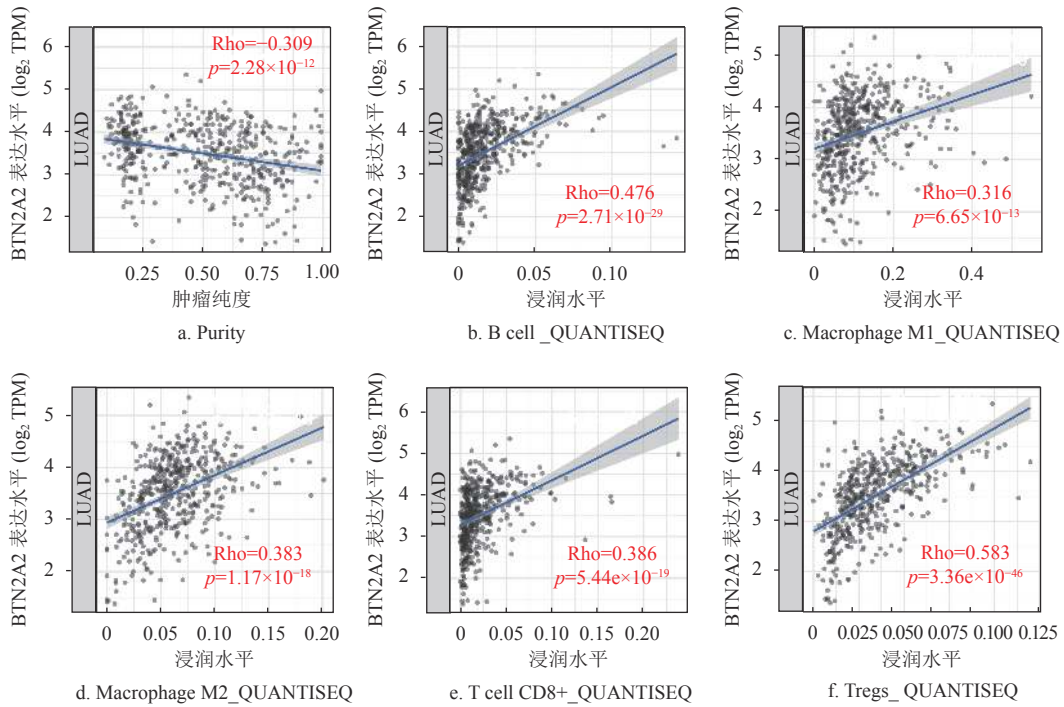 BTN2A2 表达水平 (log₂ TPM)
LUAD
6
5
4
3
2
Rho=−0.309
p=2.28×10⁻¹²
0.25
0.50
0.75
1.00
肿瘤纯度
a. Purity
BTN2A2 表达水平 (log₂ TPM)
LUAD
6
5
4
3
2
Rho=0.476
p=2.71×10⁻²⁹
0
0.05
0.10
浸润水平
b. B cell _QUANTISEQ
BTN2A2 表达水平 (log₂ TPM)
LUAD
5
4
3
2
Rho=0.316
p=6.65×10⁻¹³
0
0.2
0.4
浸润水平
c. Macrophage M1_QUANTISEQ
BTN2A2 表达水平 (log₂ TPM)
LUAD
5
4
3
2
Rho=0.383
p=1.17×10⁻¹⁸
0
0.05
0.10
0.15
0.20
浸润水平
d. Macrophage M2_QUANTISEQ
BTN2A2 表达水平 (log₂ TPM)
LUAD
6
5
4
3
2
Rho=0.386
p=5.44e×10⁻¹⁹
0
0.05
0.10
0.15
0.20
浸润水平
e. T cell CD8+_QUANTISEQ
BTN2A2 表达水平 (log₂ TPM)
LUAD
5
4
3
2
Rho=0.583
p=3.36e×10⁻⁴⁶
0
0.025
0.050
0.075
0.100
0.125
浸润水平
f. Tregs_ QUANTISEQ